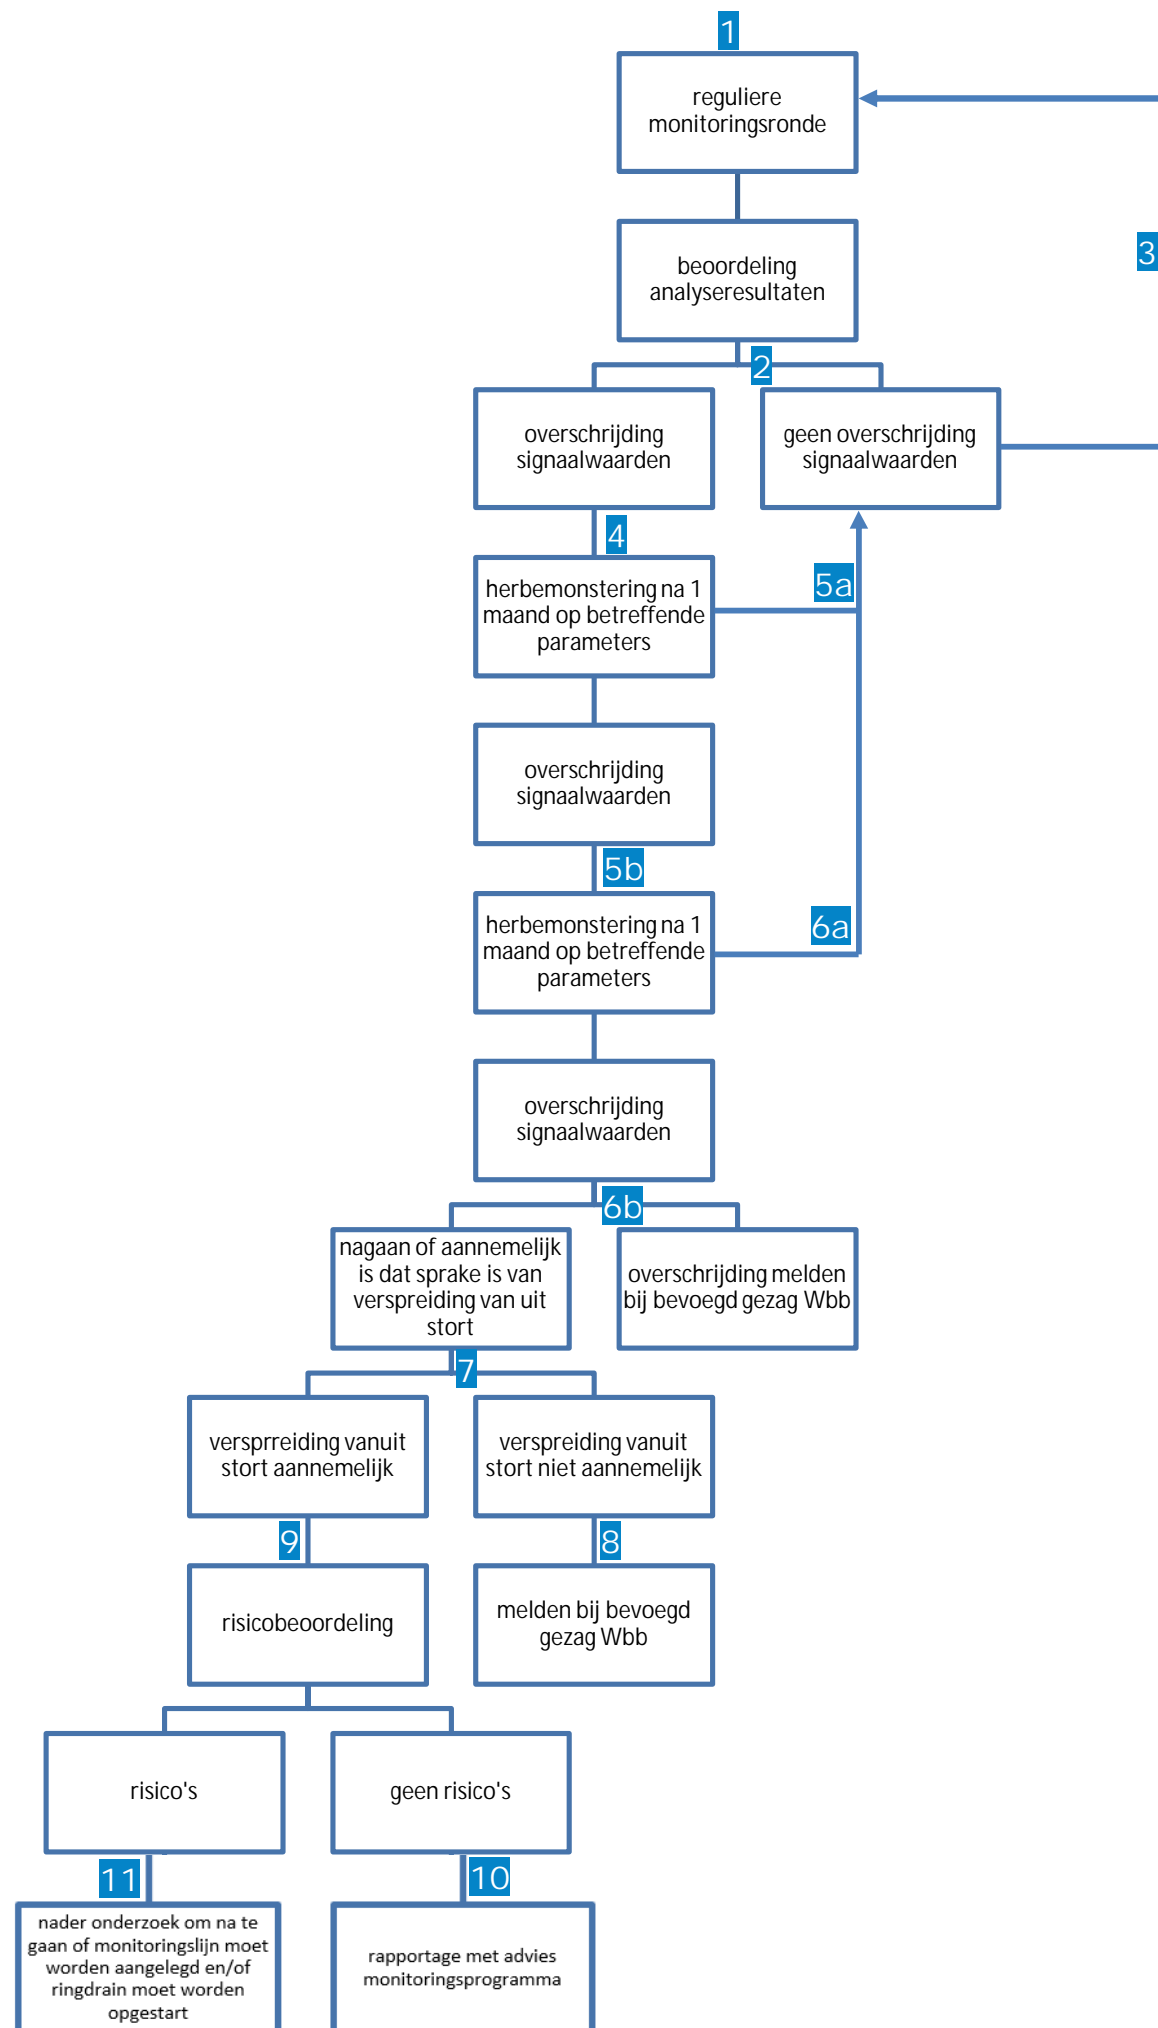 1
reguliere
monitoringsronde
3
beoordeling
analyseresultaten
2
overschrijding
signaalwaarden
geen overschrijding
signaalwaarden
4
herbemonstering na 1
maand op betreffende
parameters
5a
overschrijding
signaalwaarden
5b
herbemonstering na 1
maand op betreffende
parameters
6a
overschrijding
signaalwaarden
6b
nagaan of aannemelijk
is dat sprake is van
verspreiding van uit
stort
overschrijding melden
bij bevoegd gezag Wbb
7
versprreiding vanuit
stort aannemelijk
verspreiding vanuit
stort niet aannemelijk
9
8
risicobeoordeling
melden bij bevoegd
gezag Wbb
risico's
geen risico's
11
10
nader onderzoek om na te
gaan of monitoringslijn moet
worden aangelegd en/of
ringdrain moet worden
opgestart
rapportage met advies
monitoringsprogramma